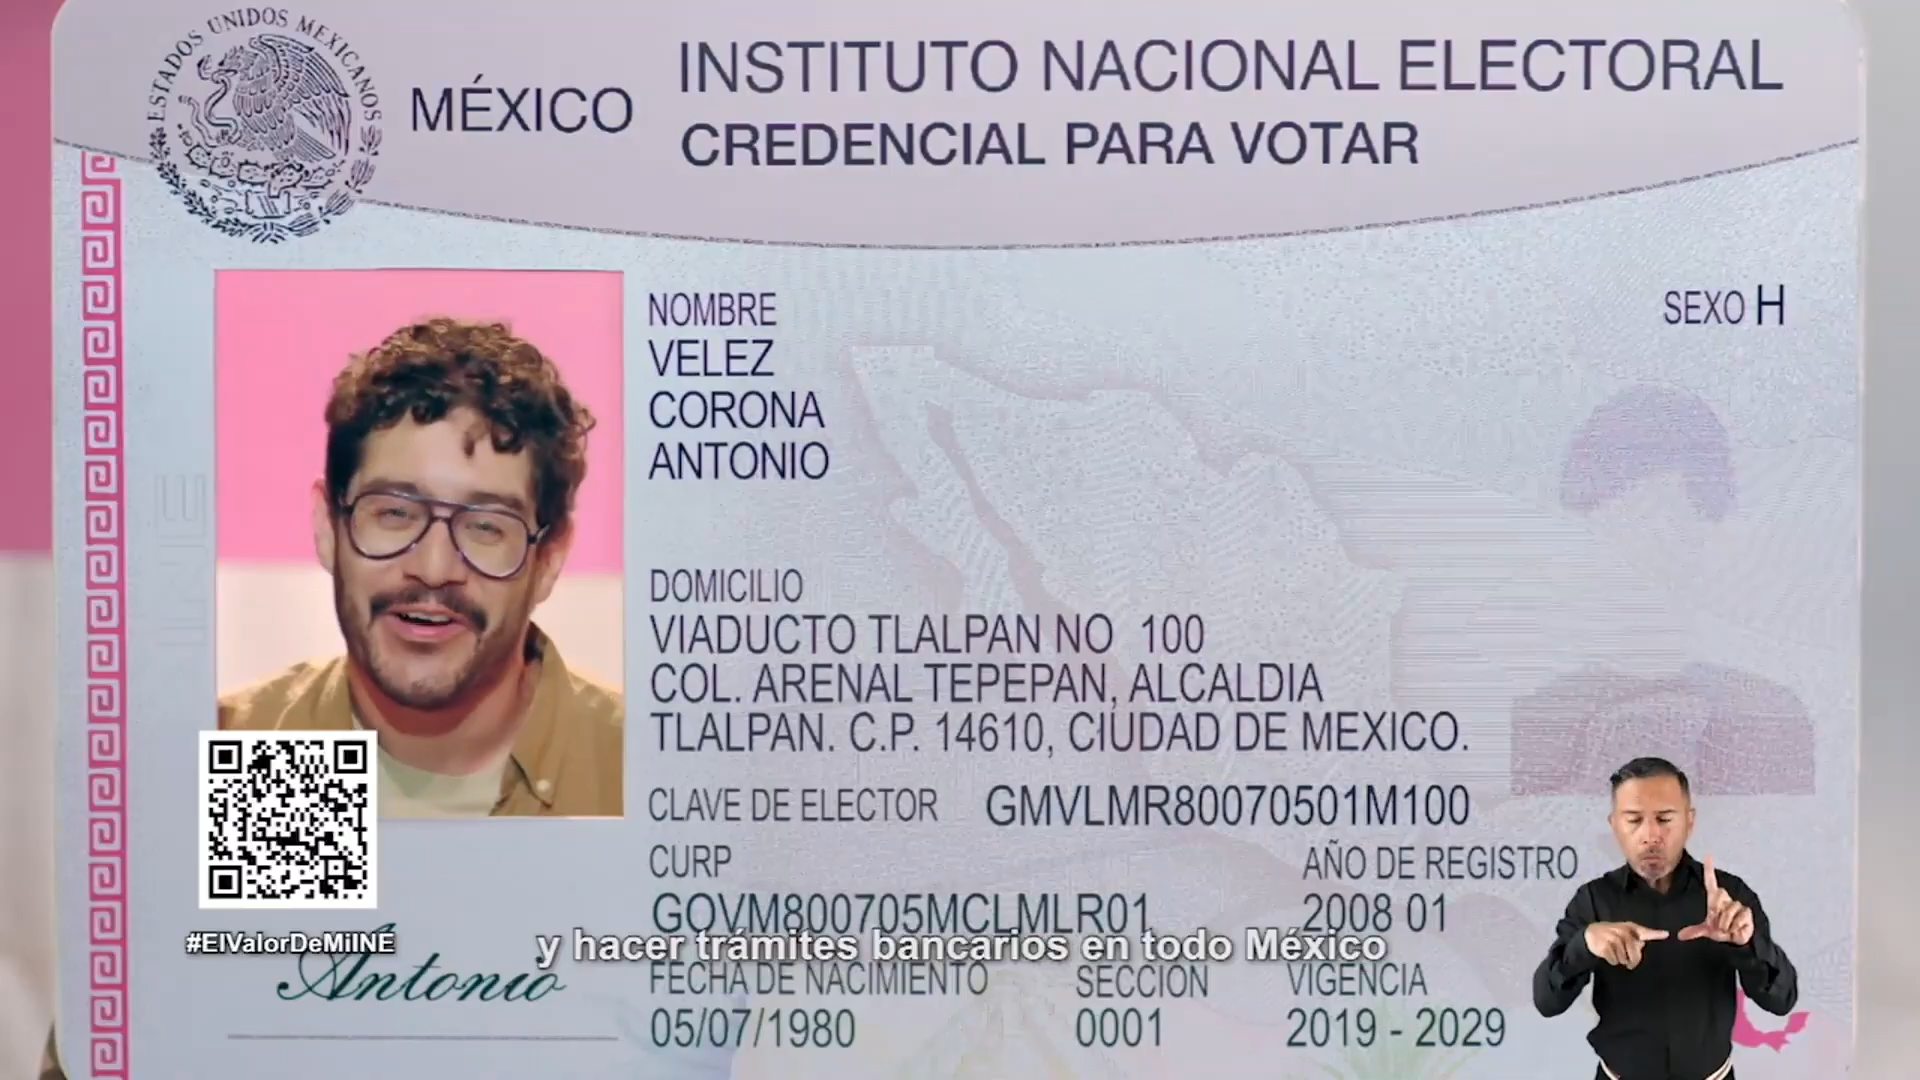 ESTADOS UNIDOS MEXICANOS
MÉXICO
INSTITUTO NACIONAL ELECTORAL
CREDENCIAL PARA VOTAR
NOMBRE
VELEZ
CORONA
ANTONIO
SEXO H
INE
DOMICILIO
VIADUCTO TLALPAN NO 100
COL. ARENAL TEPEPAN, ALCALDIA
TLALPAN. C.P. 14610, CIUDAD DE MEXICO.
CLAVE DE ELECTOR GMVLMR80070501M100
CURP
GOVM800705MCLMLR01
AÑO DE REGISTRO
2008 01
#ElValorDeMiINE
y hacer trámites bancarios en todo México
Antonio
FECHA DE NACIMIENTO
05/07/1980
SECCION
0001
VIGENCIA
2019 - 2029